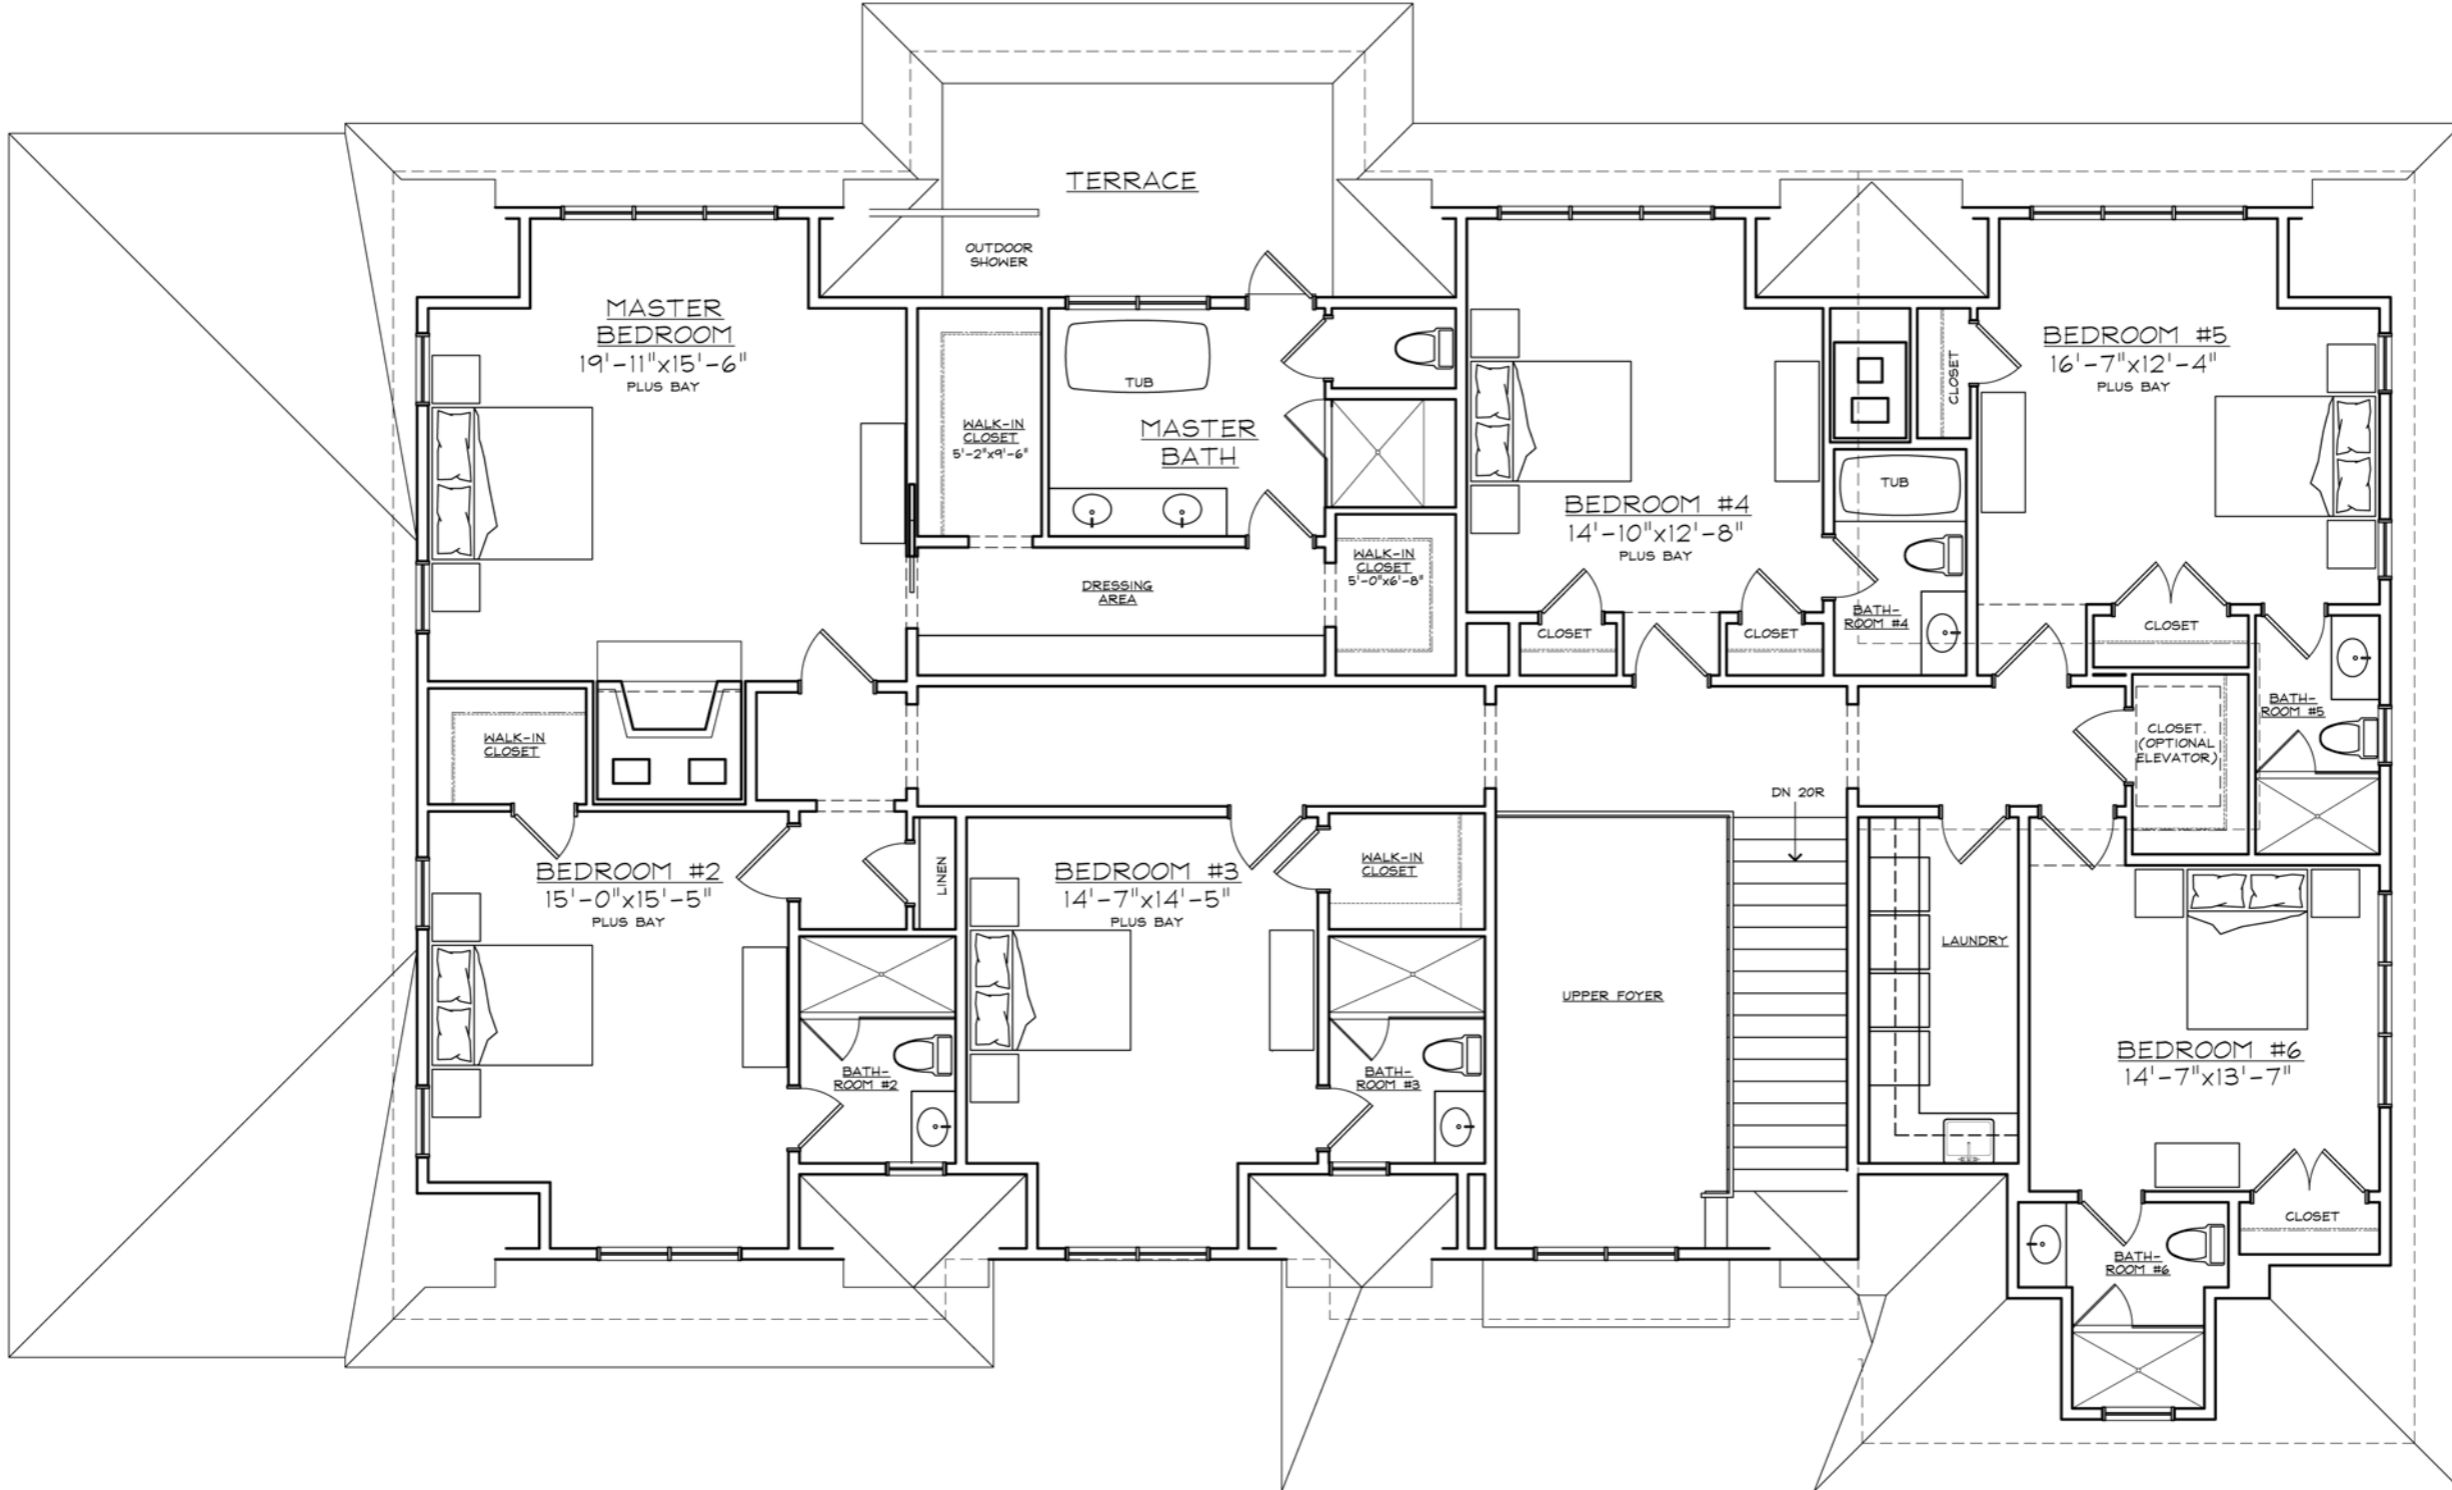 TERRACE
OUTDOOR
SHOWER
MASTER
BEDROOM
19'-11"x15'-6"
PLUS BAY
WALK-IN
CLOSET
5'-2"x9'-6"
TUB
MASTER
BATH
DRESSING
AREA
WALK-IN
CLOSET
5'-0"x6'-8"
BEDROOM #4
14'-10"x12'-8"
PLUS BAY
CLOSET
CLOSET
TUB
BATH-
ROOM #4
CLOSET
BEDROOM #5
16'-7"x12'-4"
PLUS BAY
CLOSET
BATH-
ROOM #5
CLOSET.
(OPTIONAL
ELEVATOR)
WALK-IN
CLOSET
BEDROOM #2
15'-0"x15'-5"
PLUS BAY
LINEN
BATH-
ROOM #2
BEDROOM #3
14'-7"x14'-5"
PLUS BAY
WALK-IN
CLOSET
BATH-
ROOM #3
UPPER FOYER
DN 20R
LAUNDRY
BEDROOM #6
14'-7"x13'-7"
CLOSET
BATH-
ROOM #6